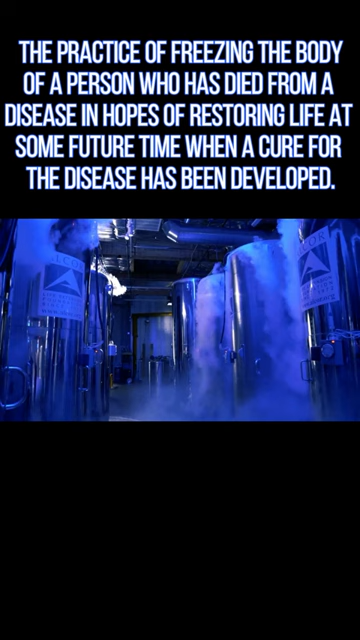 THE PRACTICE OF FREEZING THE BODY
OF A PERSON WHO HAS DIED FROM A
DISEASE IN HOPES OF RESTORING LIFE AT
SOME FUTURE TIME WHEN A CURE FOR
THE DISEASE HAS BEEN DEVELOPED.
ALCOR